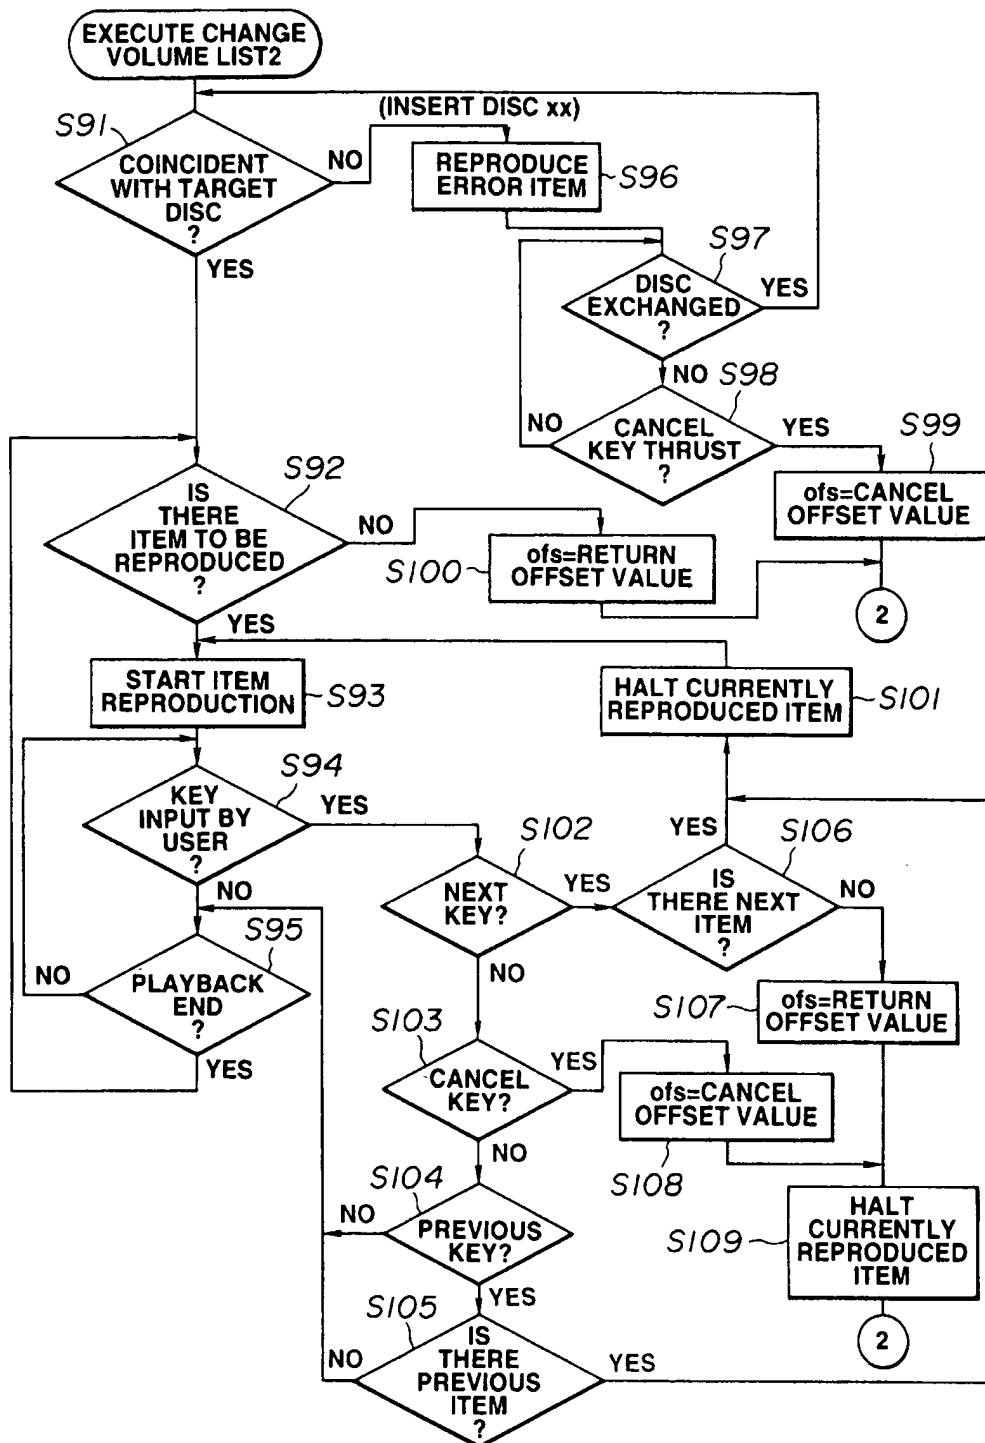 EXECUTE CHANGE
VOLUME LIST2
(INSERT DISC xx)
S91
COINCIDENT
WITH TARGET
DISC
?
NO
YES
REPRODUCE
ERROR ITEM
S96
S97
DISC
EXCHANGED
?
YES
NO
S98
CANCEL
KEY THRUST
?
NO
YES
S99
ofs=CANCEL
OFFSET VALUE
2
S92
IS
THERE
ITEM TO BE
REPRODUCED
?
NO
YES
S100
ofs=RETURN
OFFSET VALUE
START ITEM
REPRODUCTION
S93
HALT CURRENTLY
REPRODUCED ITEM
S101
S94
KEY
INPUT BY
USER
?
YES
NO
S95
PLAYBACK
END
?
NO
YES
S102
NEXT
KEY?
YES
NO
S106
IS
THERE NEXT
ITEM
?
YES
NO
S107
ofs=RETURN
OFFSET VALUE
S103
CANCEL
KEY?
YES
NO
ofs=CANCEL
OFFSET VALUE
S108
S104
PREVIOUS
KEY?
NO
YES
S109
HALT
CURRENTLY
REPRODUCED
ITEM
2
S105
IS
THERE
PREVIOUS
ITEM
?
NO
YES